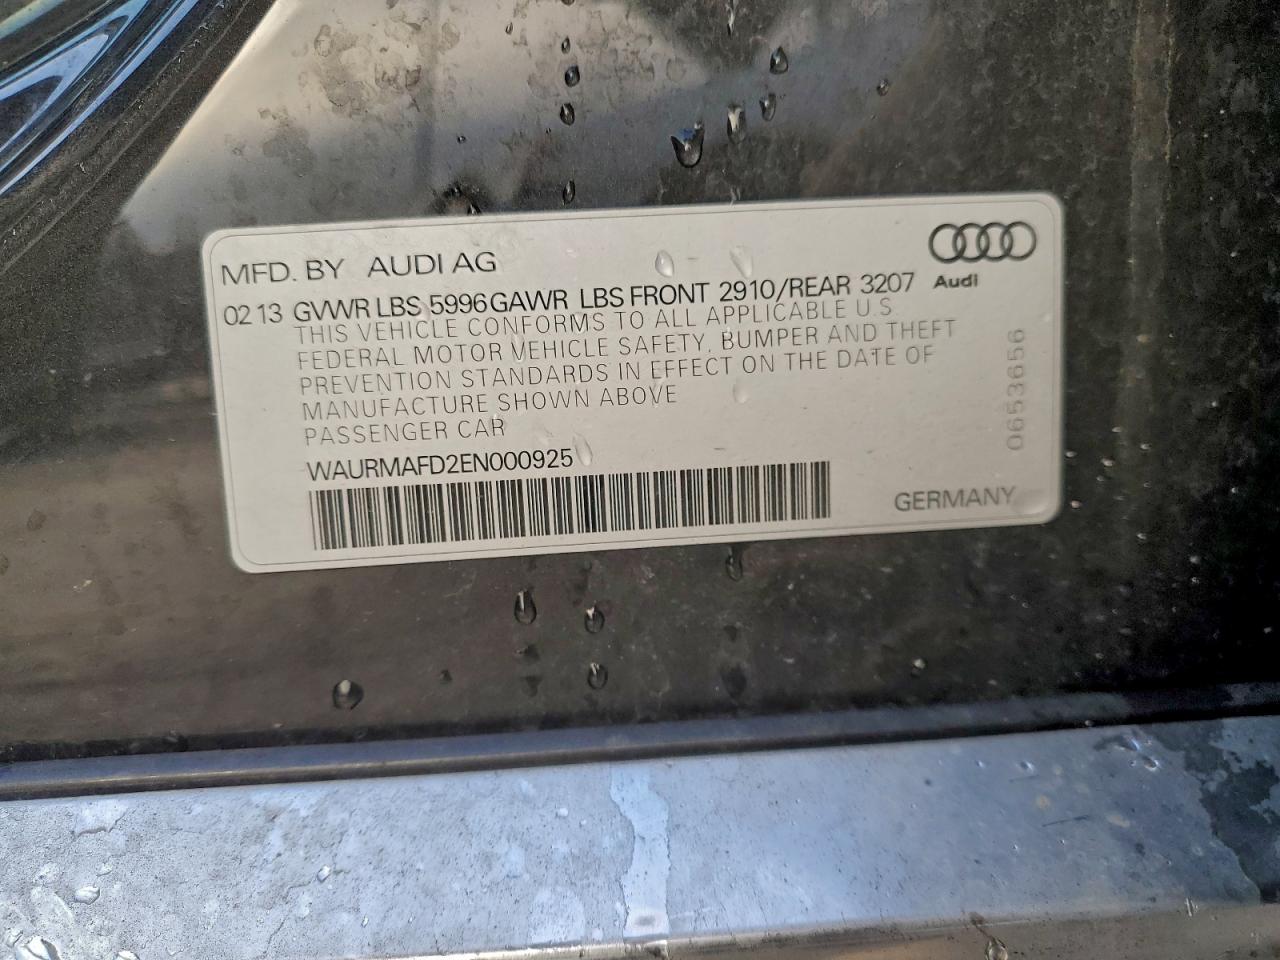 MFD. BY AUDI AG
Audi
02 13 GVWR LBS 5996 GAWR LBS FRONT 2910/REAR 3207
THIS VEHICLE CONFORMS TO ALL APPLICABLE U.S.
FEDERAL MOTOR VEHICLE SAFETY, BUMPER AND THEFT
PREVENTION STANDARDS IN EFFECT ON THE DATE OF
MANUFACTURE SHOWN ABOVE
PASSENGER CAR
0653656
WAURMAFD2EN000925
GERMANY